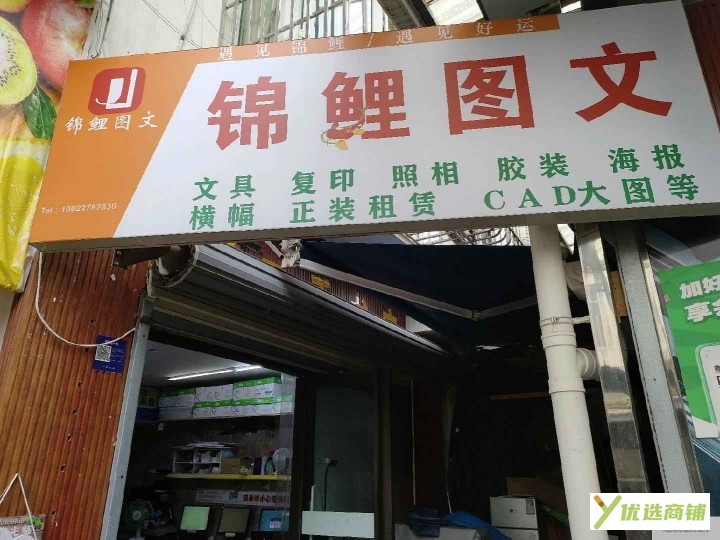 遇见锦鲤/遇见好运
锦鲤图文
锦鲤图文
Tel：13822782830
文具 复印 照相 胶装 海报
横幅 正装租赁 CAD大图等
加好
享
优选商铺